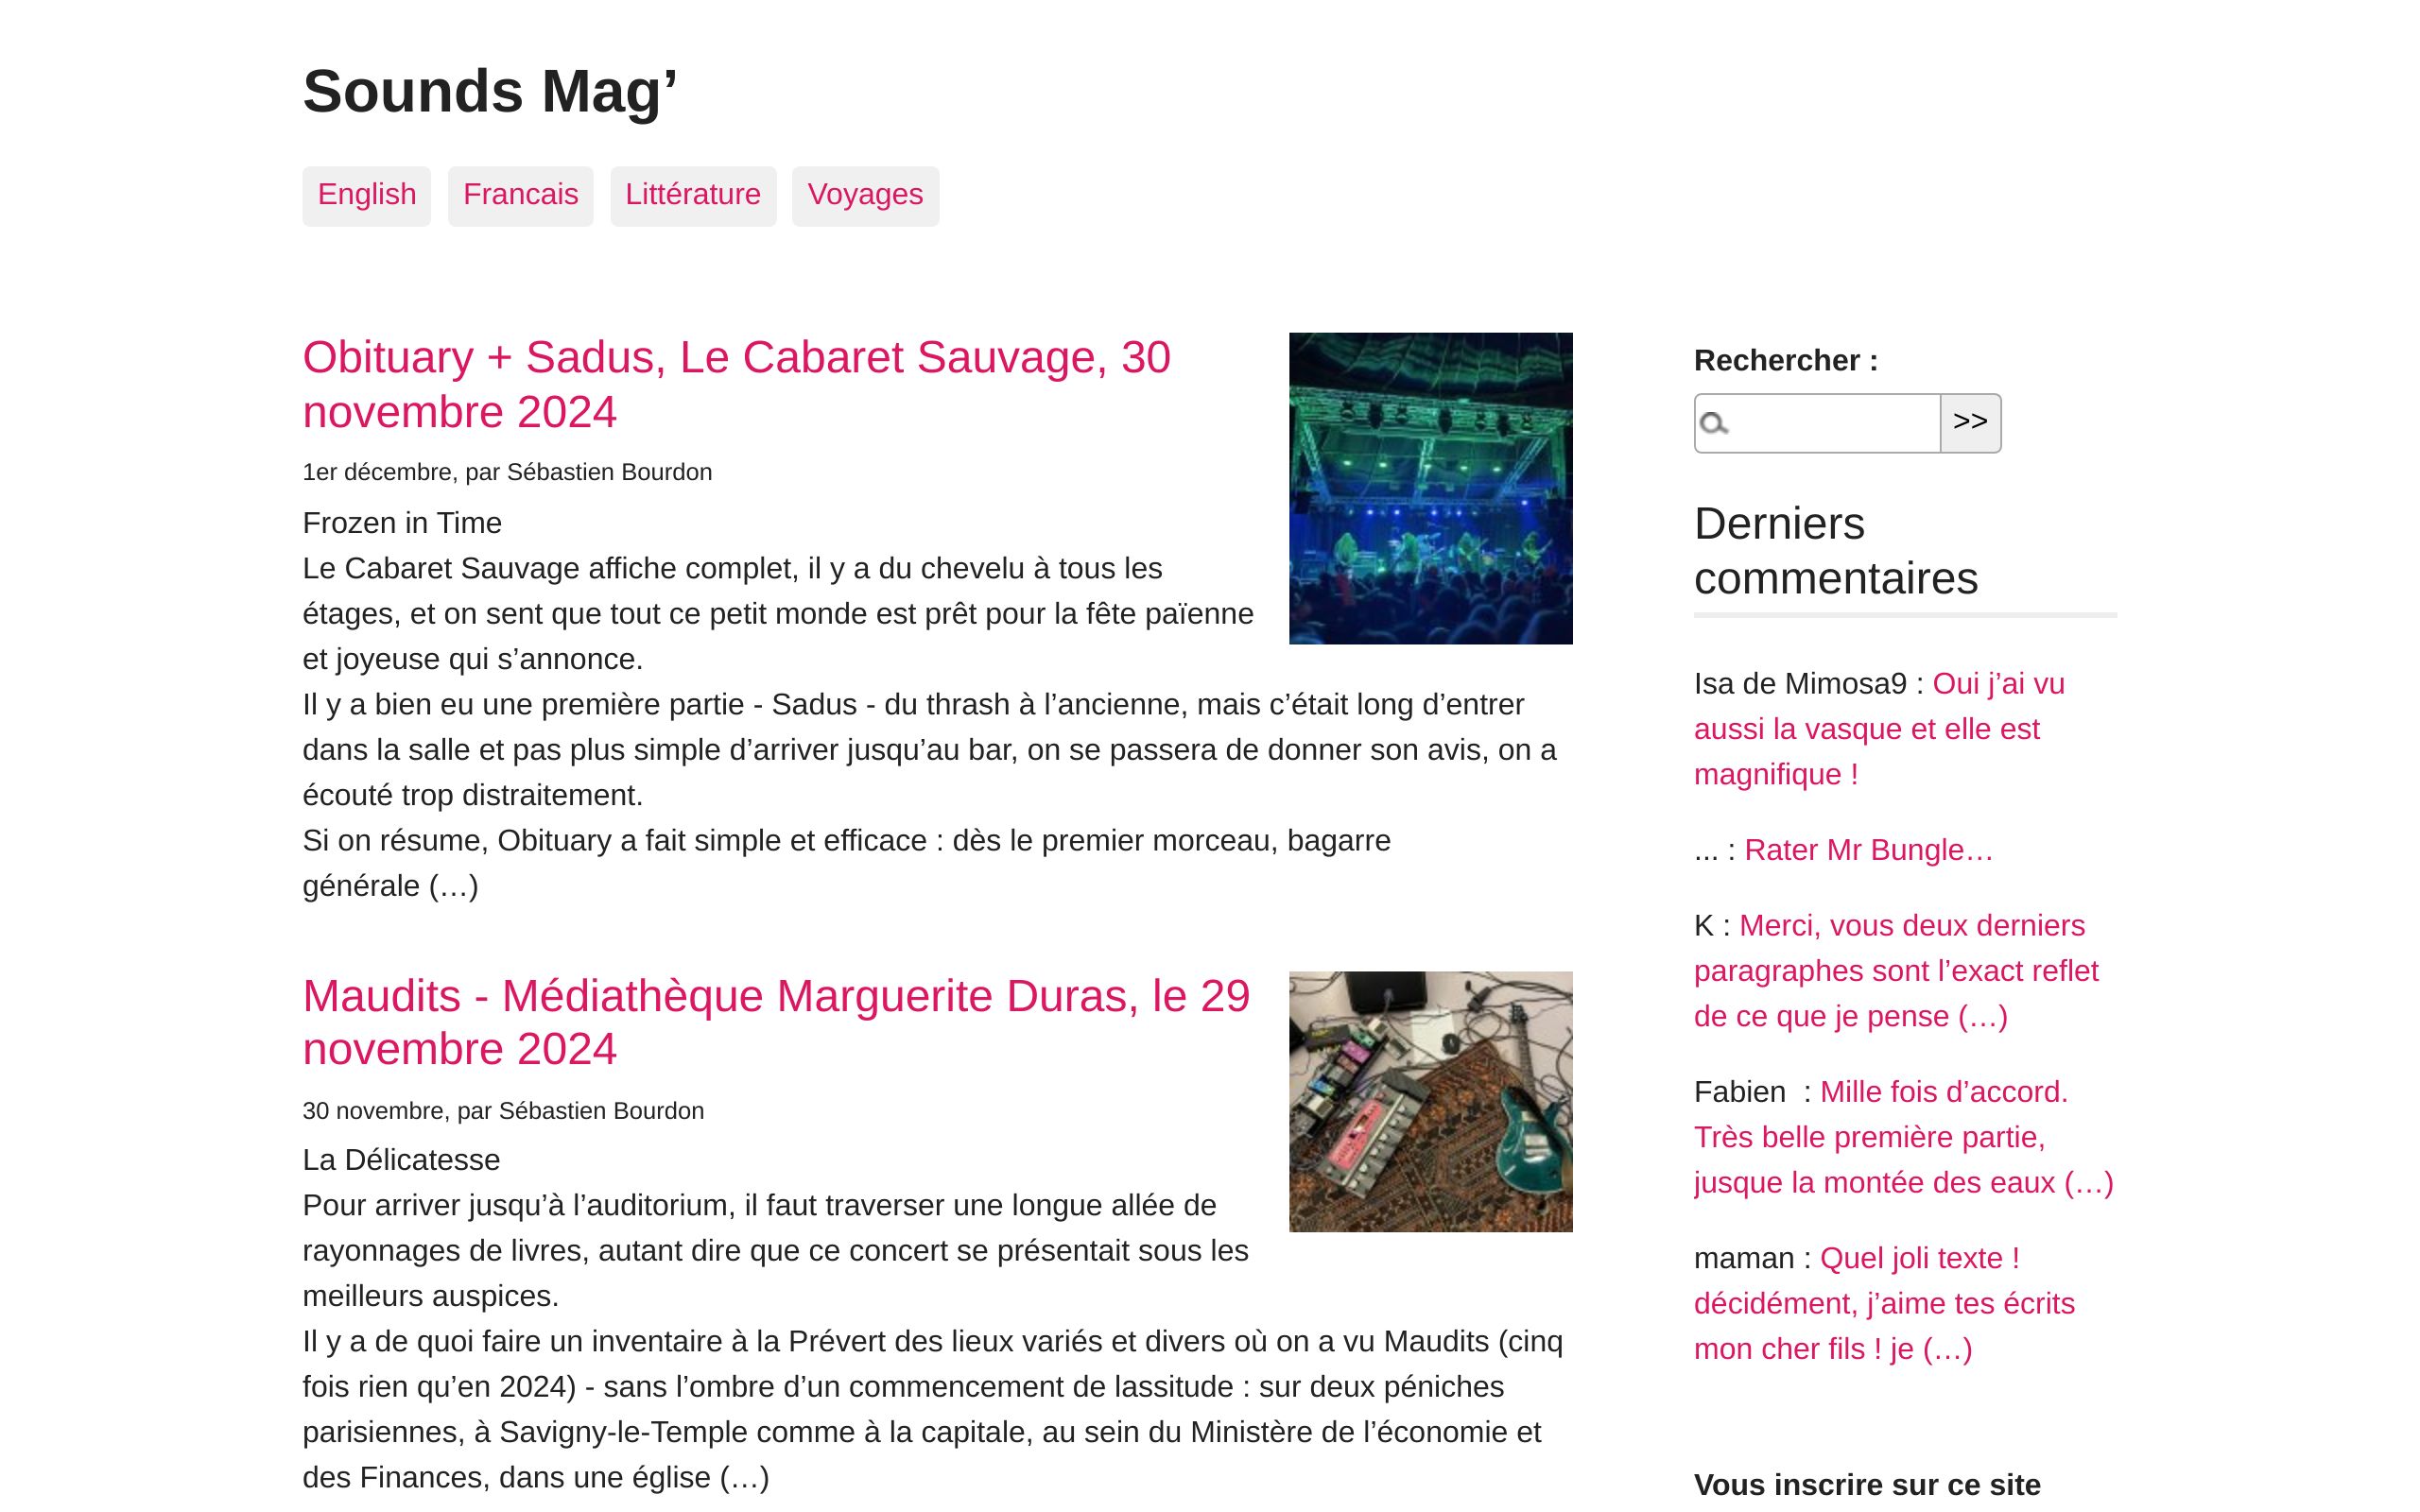 Sounds Mag’
English
Francais
Littérature
Voyages
Obituary + Sadus, Le Cabaret Sauvage, 30
novembre 2024
1er décembre, par Sébastien Bourdon
Frozen in Time
Le Cabaret Sauvage affiche complet, il y a du chevelu à tous les
étages, et on sent que tout ce petit monde est prêt pour la fête païenne
et joyeuse qui s’annonce.
Il y a bien eu une première partie - Sadus - du thrash à l’ancienne, mais c’était long d’entrer
dans la salle et pas plus simple d’arriver jusqu’au bar, on se passera de donner son avis, on a
écouté trop distraitement.
Si on résume, Obituary a fait simple et efficace : dès le premier morceau, bagarre
générale (…)
Maudits - Médiathèque Marguerite Duras, le 29
novembre 2024
30 novembre, par Sébastien Bourdon
La Délicatesse
Pour arriver jusqu’à l’auditorium, il faut traverser une longue allée de
rayonnages de livres, autant dire que ce concert se présentait sous les
meilleurs auspices.
Il y a de quoi faire un inventaire à la Prévert des lieux variés et divers où on a vu Maudits (cinq
fois rien qu’en 2024) - sans l’ombre d’un commencement de lassitude : sur deux péniches
parisiennes, à Savigny-le-Temple comme à la capitale, au sein du Ministère de l’économie et
des Finances, dans une église (…)
Rechercher :
>>
Derniers
commentaires
Isa de Mimosa9 : Oui j’ai vu
aussi la vasque et elle est
magnifique !
... : Rater Mr Bungle…
K : Merci, vous deux derniers
paragraphes sont l’exact reflet
de ce que je pense (…)
Fabien  : Mille fois d’accord.
Très belle première partie,
jusque la montée des eaux (…)
maman : Quel joli texte !
décidément, j’aime tes écrits
mon cher fils ! je (…)
Vous inscrire sur ce site